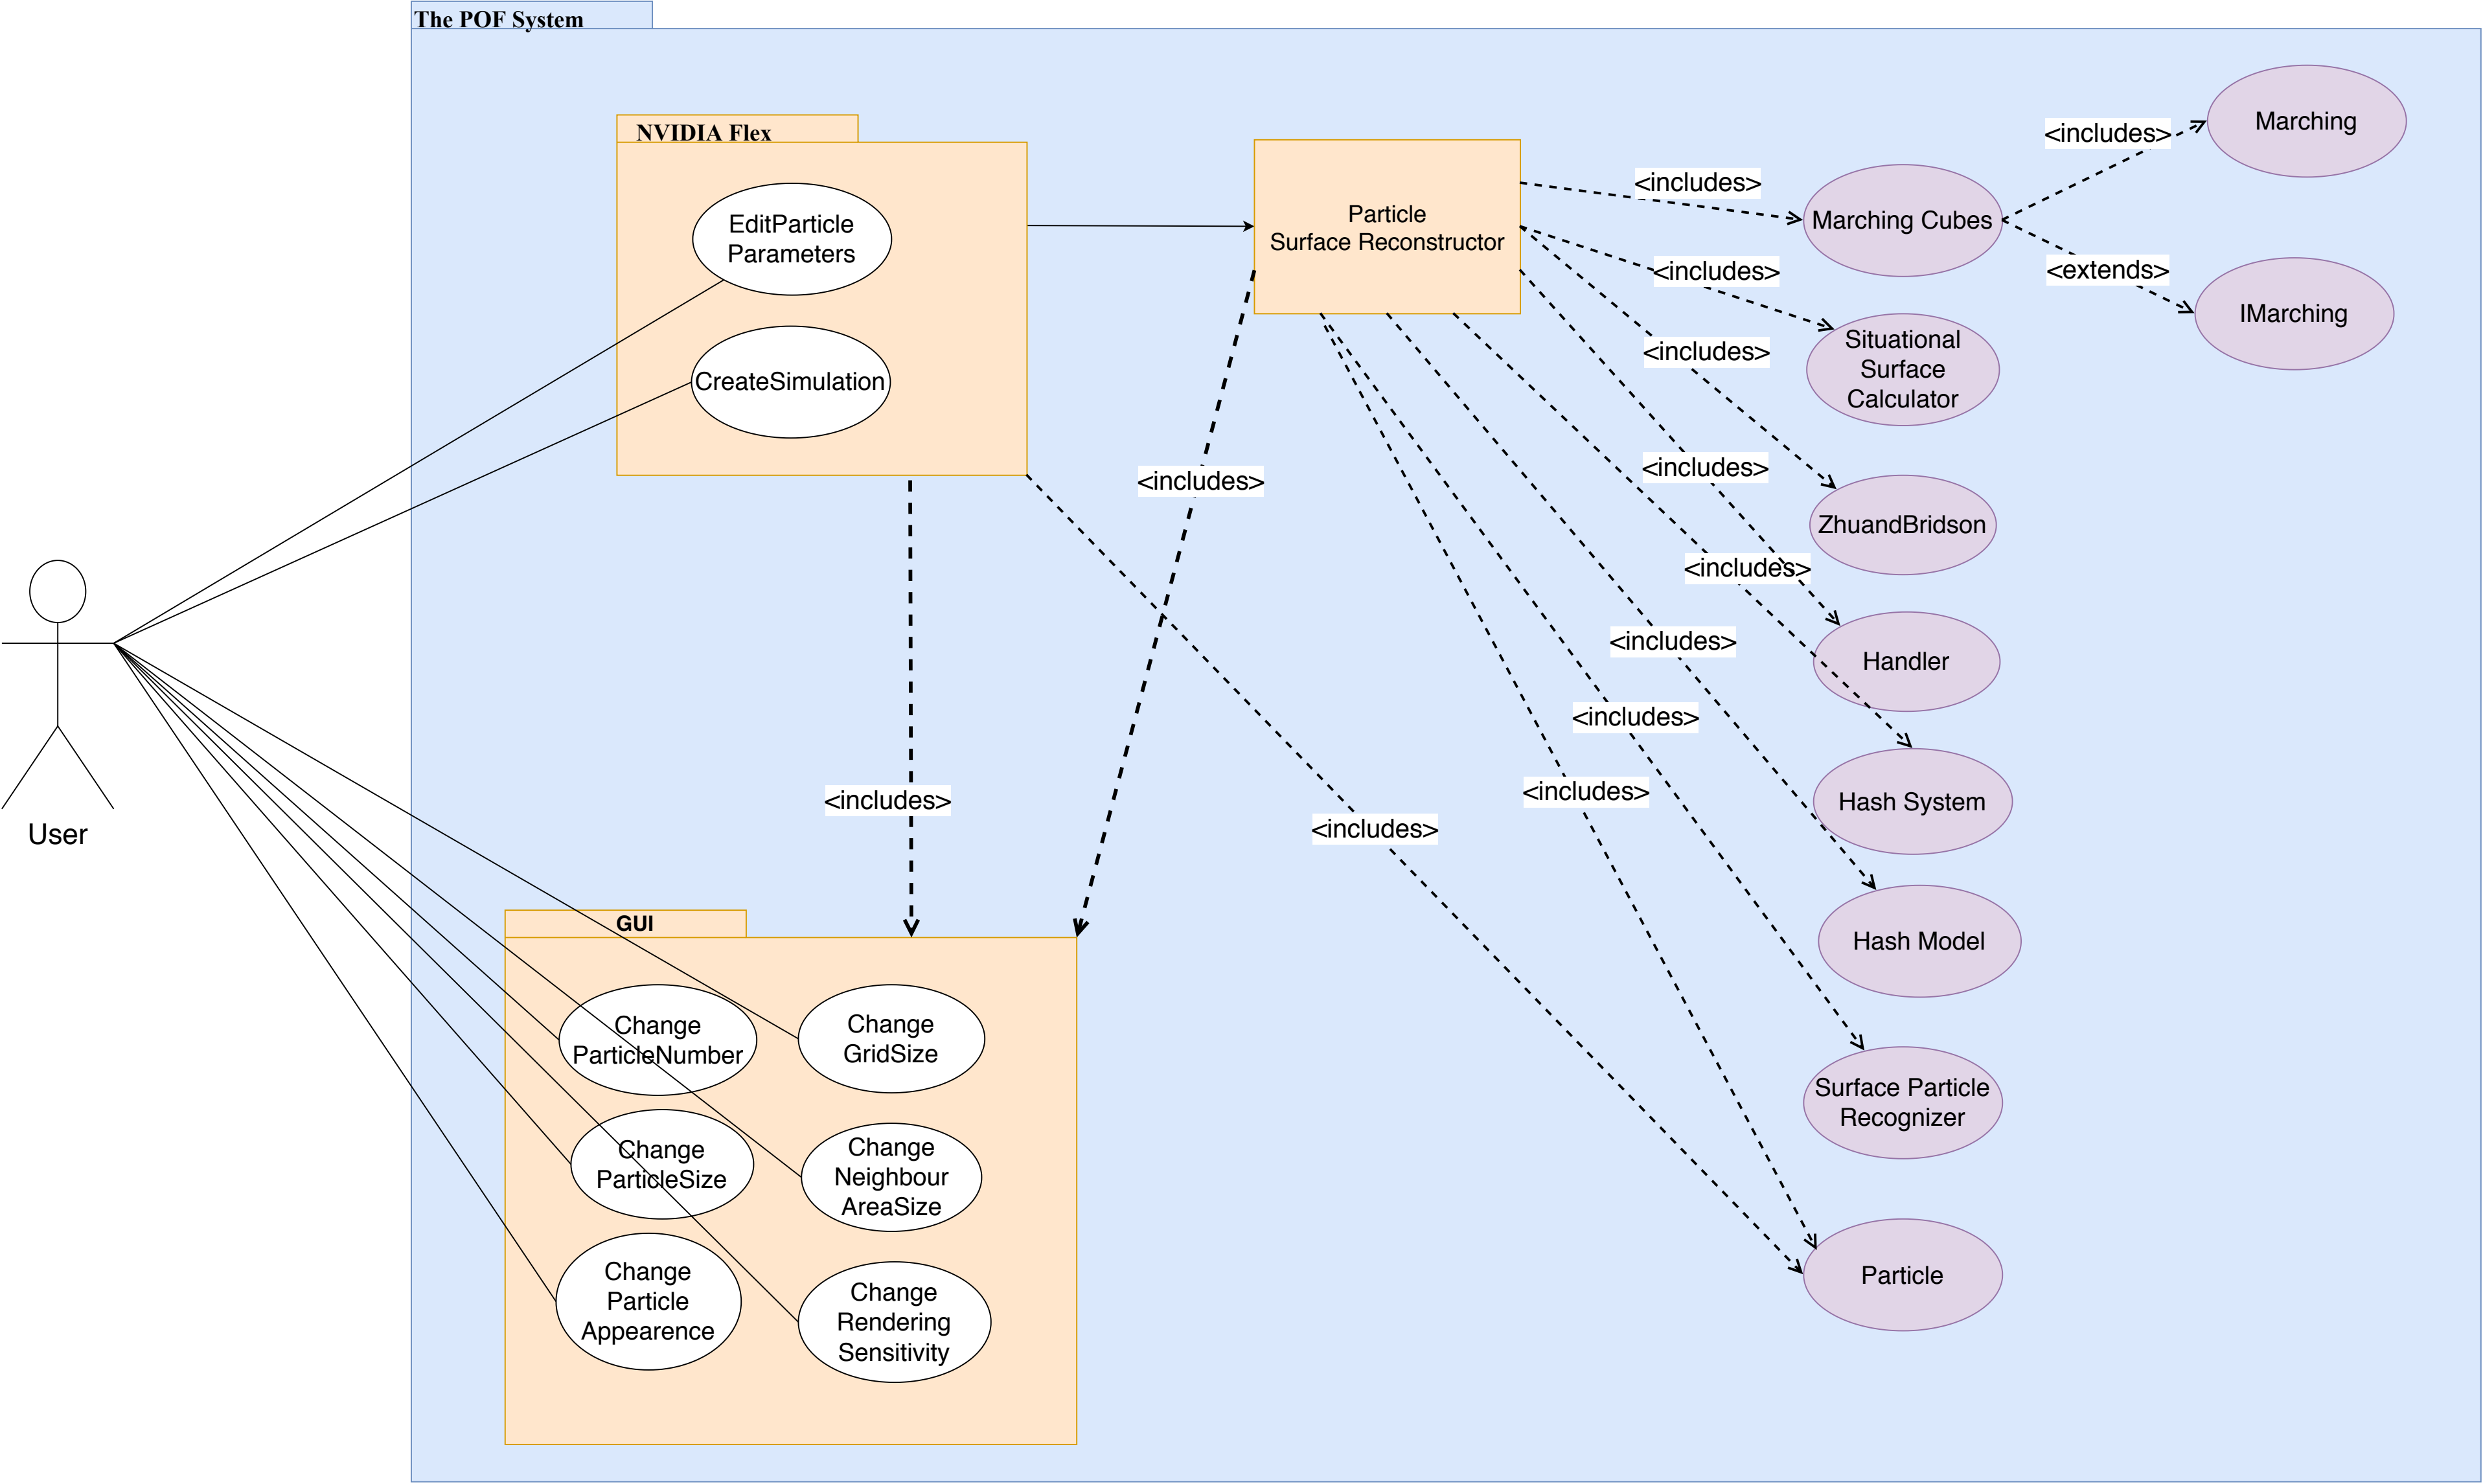 The POF System
NVIDIA Flex
EditParticle
Parameters
CreateSimulation
Particle
Surface Reconstructor
<includes>
<includes>
<includes>
<includes>
<includes>
<includes>
<includes>
<includes>
<includes>
<extends>
<includes>
<includes>
<includes>
Marching Cubes
Marching
IMarching
Situational
Surface
Calculator
ZhuandBridson
Handler
Hash System
Hash Model
Surface Particle
Recognizer
Particle
User
GUI
Change
ParticleNumber
Change
GridSize
Change
ParticleSize
Change
Neighbour
AreaSize
Change
Particle
Appearence
Change
Rendering
Sensitivity